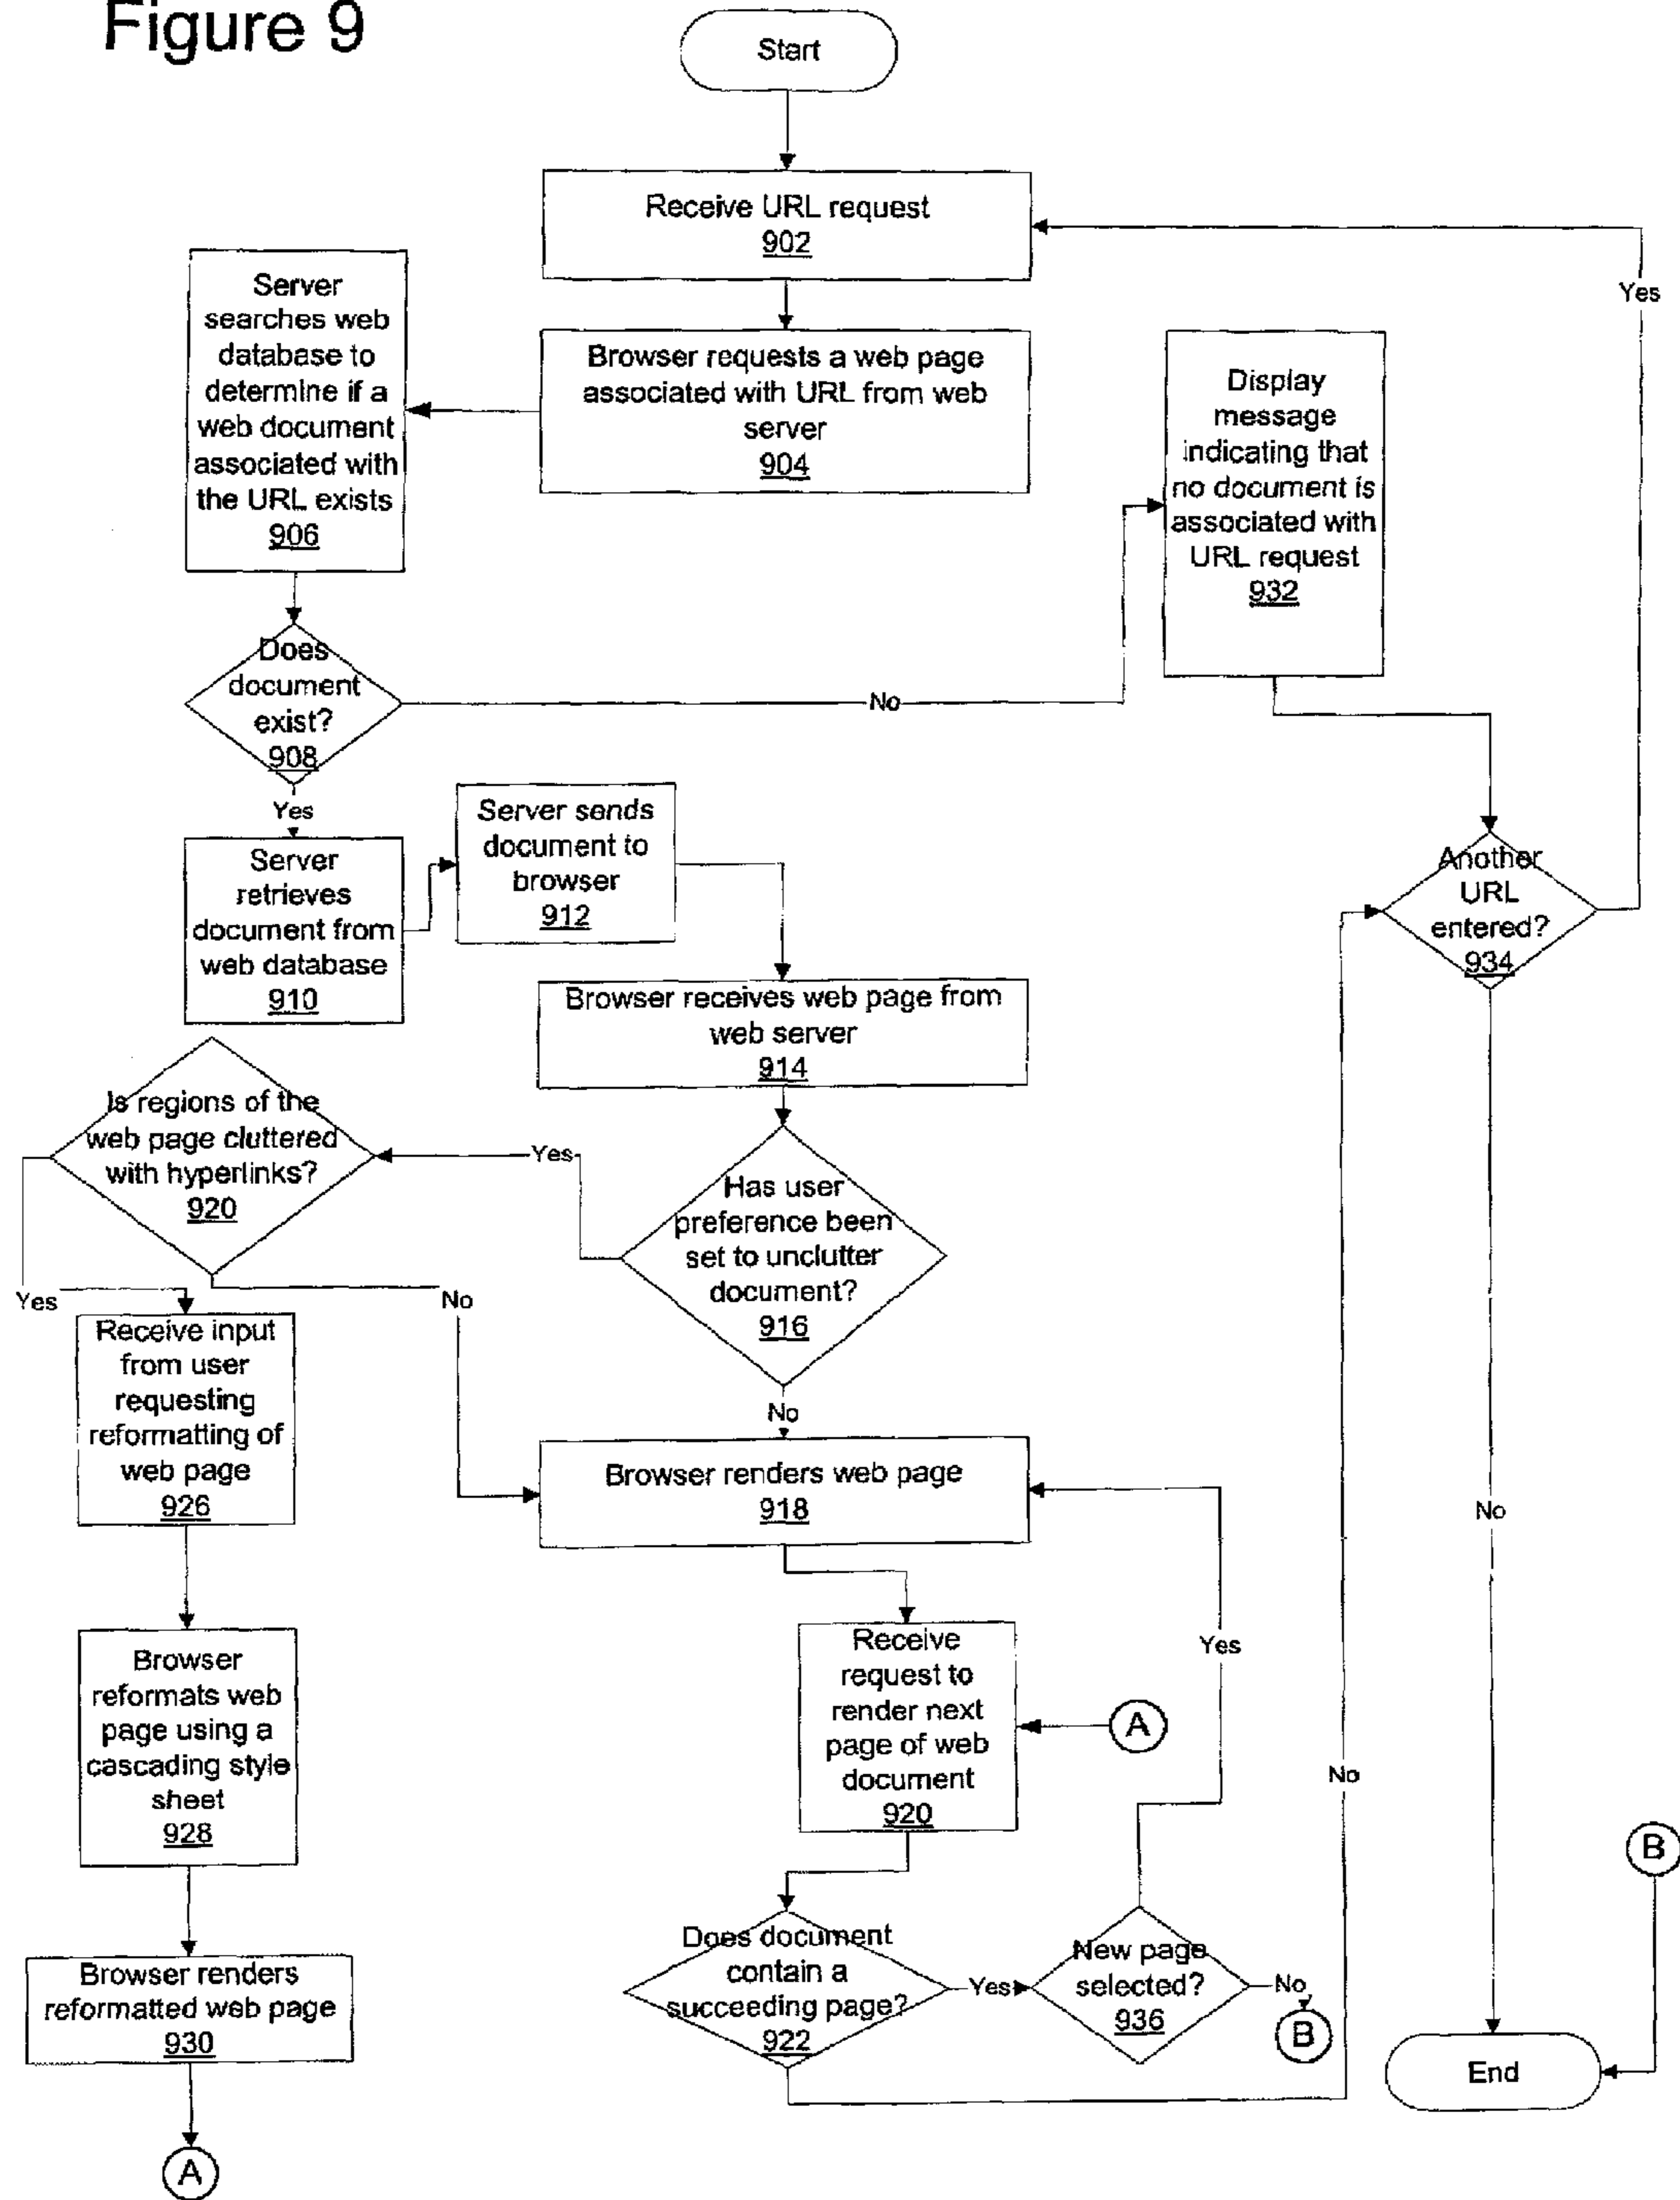 Figure 9
Start
Receive URL request
902
Browser requests a web page
associated with URL from web
server
904
Server
searches web
database to
determine if a
web document
associated with
the URL exists
906
Does
document
exist?
908
No
Display
message
indicating that
no document is
associated with
URL request
932
Yes
Another
URL
entered?
934
Yes
Server
retrieves
document from
web database
910
Server sends
document to
browser
912
Browser receives web page from
web server
914
Has user
preference been
set to unclutter
document?
916
Yes
Is regions of the
web page cluttered
with hyperlinks?
920
Yes
No
No
Receive input
from user
requesting
reformatting of
web page
926
Browser
reformats web
page using a
cascading style
sheet
928
Browser renders
reformatted web page
930
A
Browser renders web page
918
Receive
request to
render next
page of web
document
920
A
Does document
contain a
succeeding page?
922
Yes
New page
selected?
936
Yes
No
B
No
No
B
End